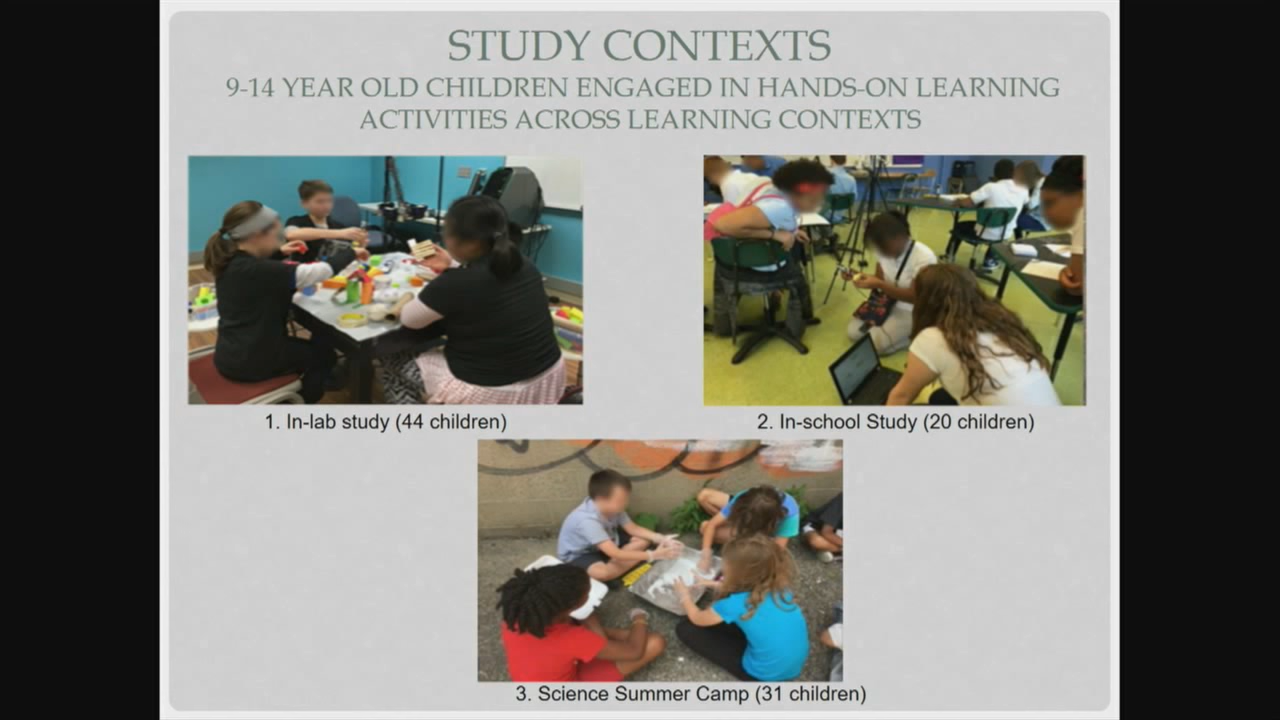 STUDY CONTEXTS
9-14 YEAR OLD CHILDREN ENGAGED IN HANDS-ON LEARNING
ACTIVITIES ACROSS LEARNING CONTEXTS
1. In-lab study (44 children)
2. In-school Study (20 children)
3. Science Summer Camp (31 children)